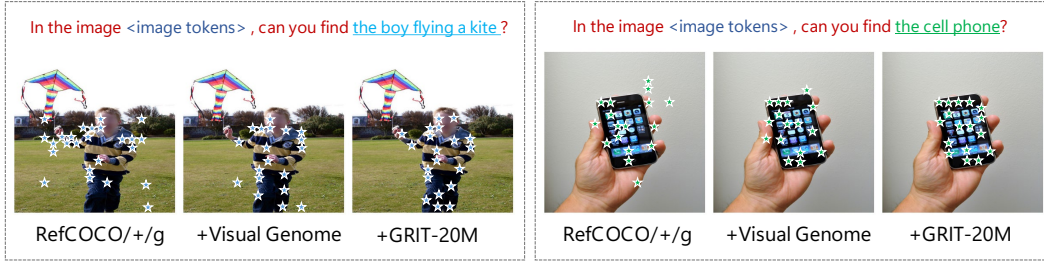 In the image <image tokens> , can you find the boy flying a kite ?
RefCOCO/+/g
+Visual Genome
+GRIT-20M
In the image <image tokens> , can you find the cell phone?
RefCOCO/+/g
+Visual Genome
+GRIT-20M